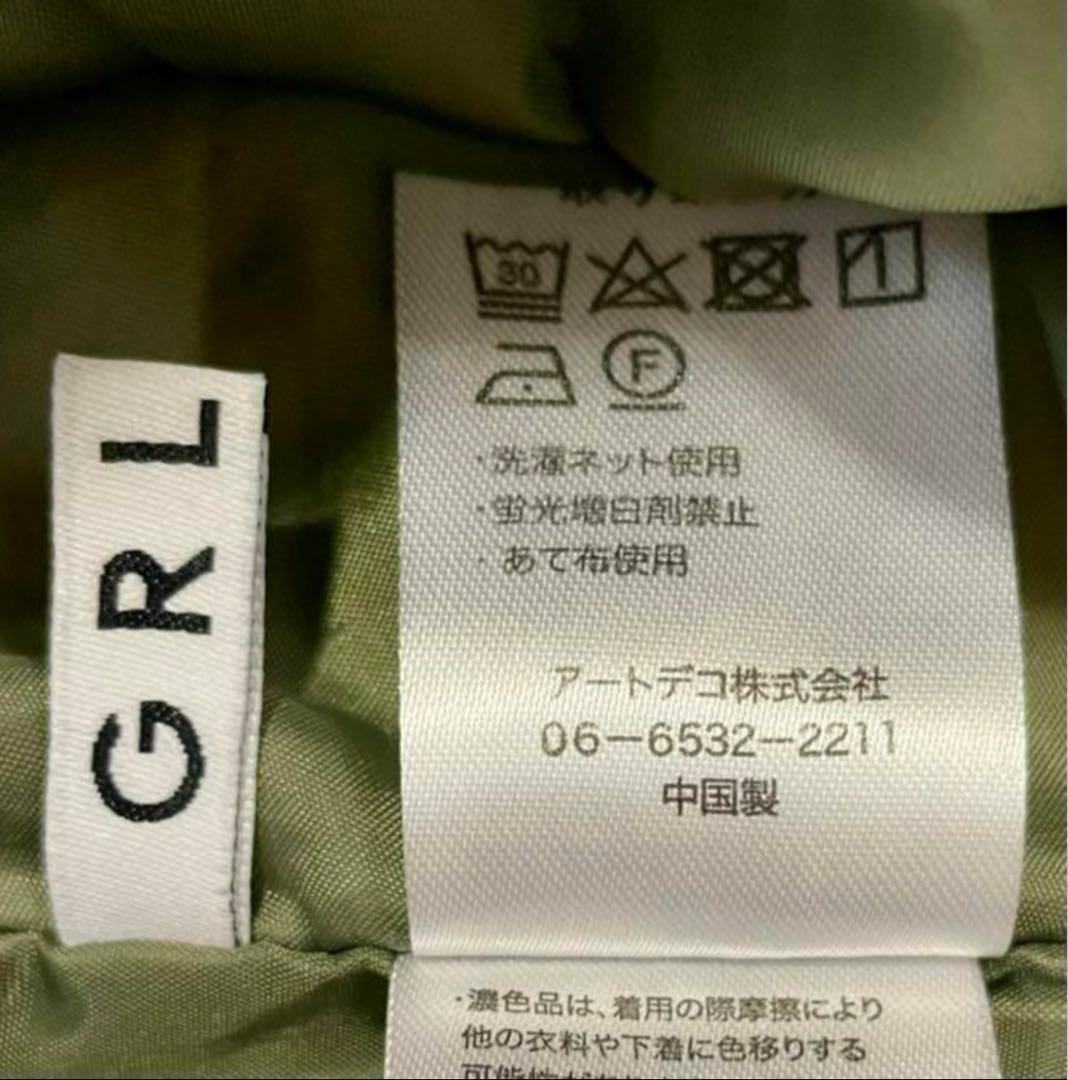 GRL
30
F
・洗濯ネット使用
・蛍光増白剤禁止
・あて布使用
アートデコ株式会社
06-6532-2211
中国製
・濃色品は、着用の際摩擦により
他の衣料や下着に色移りする